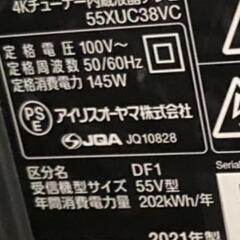 4Kチューナー内蔵液晶テレビ
55XUC38VC
定格電圧 100V~
定格周波数 50/60Hz
定格消費電力 145W
PS
E
アイリスオーヤマ株式会社
JQA JQ10828
区分名 DF1
受信機型サイズ 55V型
年間消費電力量 202kWh/年
2021年製
Serial